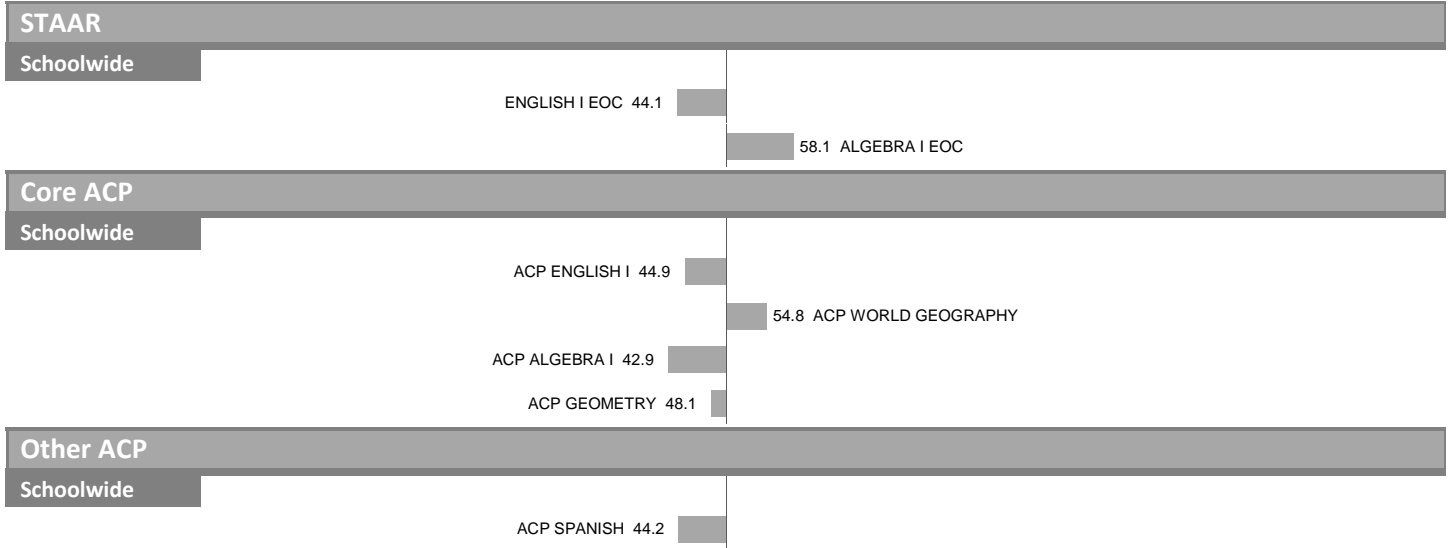 STAAR
Schoolwide
ENGLISH I EOC 44.1
58.1 ALGEBRA I EOC
Core ACP
Schoolwide
ACP ENGLISH I 44.9
54.8 ACP WORLD GEOGRAPHY
ACP ALGEBRA I 42.9
ACP GEOMETRY 48.1
Other ACP
Schoolwide
ACP SPANISH 44.2